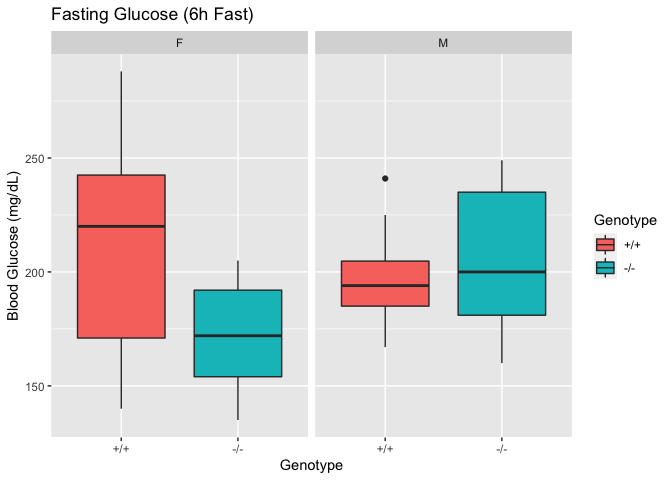 Fasting Glucose (6h Fast)
F
M
250
200
150
Blood Glucose (mg/dL)
+/+
-/-
+/+
-/-
Genotype
Genotype
+/+
-/-